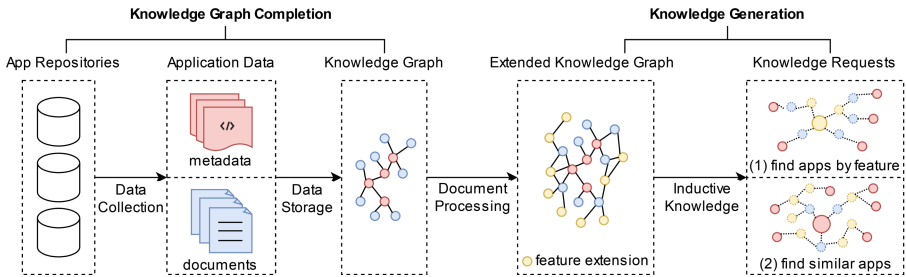 Knowledge Graph Completion
Knowledge Generation
App Repositories
Application Data
Knowledge Graph
Extended Knowledge Graph
Knowledge Requests
</>
metadata
documents
Data
Collection
Data
Storage
Document
Processing
feature extension
Inductive
Knowledge
(1) find apps by feature
(2) find similar apps